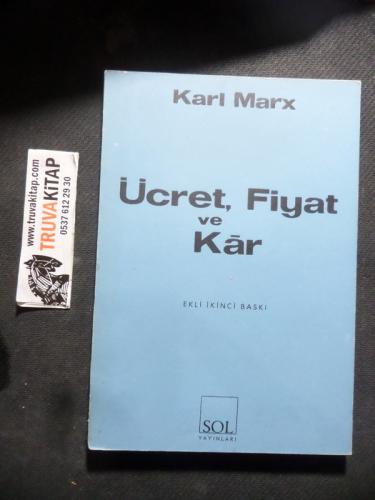 Karl Marx
Ücret, Fiyat
ve
Kâr
EKLİ İKİNCİ BASKI
SOL
YAYINLARI
www.truvakitap.com
TRUVAKİTAP
0537 612 29 30